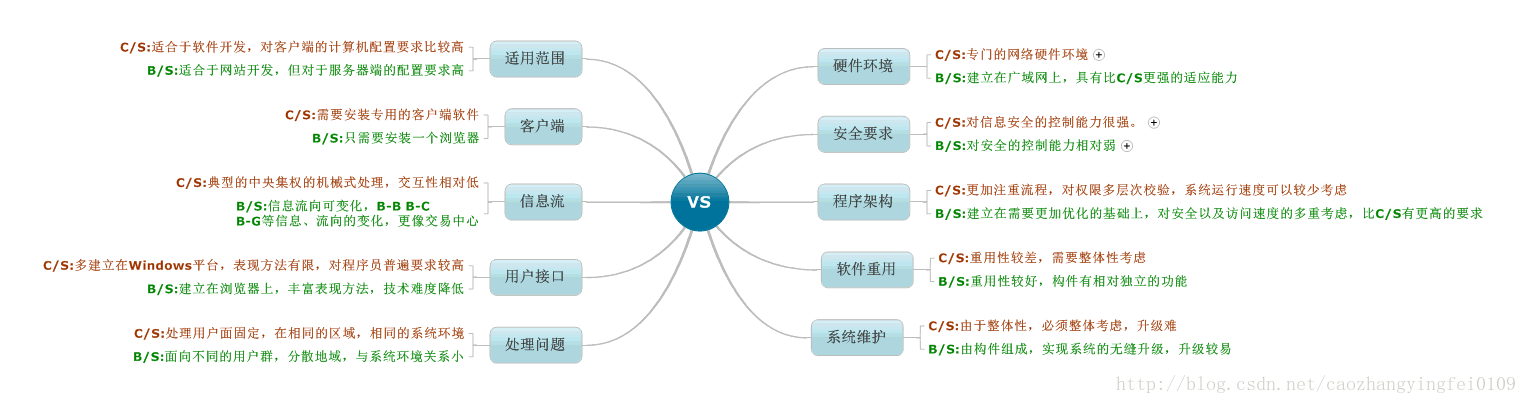 C/S:适合于软件开发，对客户端的计算机配置要求比较高
B/S:适合于网站开发，但对于服务器端的配置要求高
适用范围
C/S:需要安装专用的客户端软件
B/S:只需要安装一个浏览器
客户端
C/S:典型的中央集权的机械式处理，交互性相对低
B/S:信息流向可变化，B-B B-C
B-G等信息、流向的变化，更像交易中心
信息流
C/S:多建立在Windows平台，表现方法有限，对程序员普遍要求较高
B/S:建立在浏览器上，丰富表现方法，技术难度降低
用户接口
C/S:处理用户面固定，在相同的区域，相同的系统环境
B/S:面向不同的用户群，分散地域，与系统环境关系小
处理问题
VS
硬件环境
C/S:专门的网络硬件环境
B/S:建立在广域网上，具有比C/S更强的适应能力
安全要求
C/S:对信息安全的控制能力很强。
B/S:对安全的控制能力相对弱
程序架构
C/S:更加注重流程，对权限多层次校验，系统运行速度可以较少考虑
B/S:建立在需要更加优化的基础上，对安全以及访问速度的多重考虑，比C/S有更高的要求
软件重用
C/S:重用性较差，需要整体性考虑
B/S:重用性较好，构件有相对独立的功能
系统维护
C/S:由于整体性，必须整体考虑，升级难
B/S:由构件组成，实现系统的无缝升级，升级较易
http://blog.csdn.net/caozhangyingfei0109